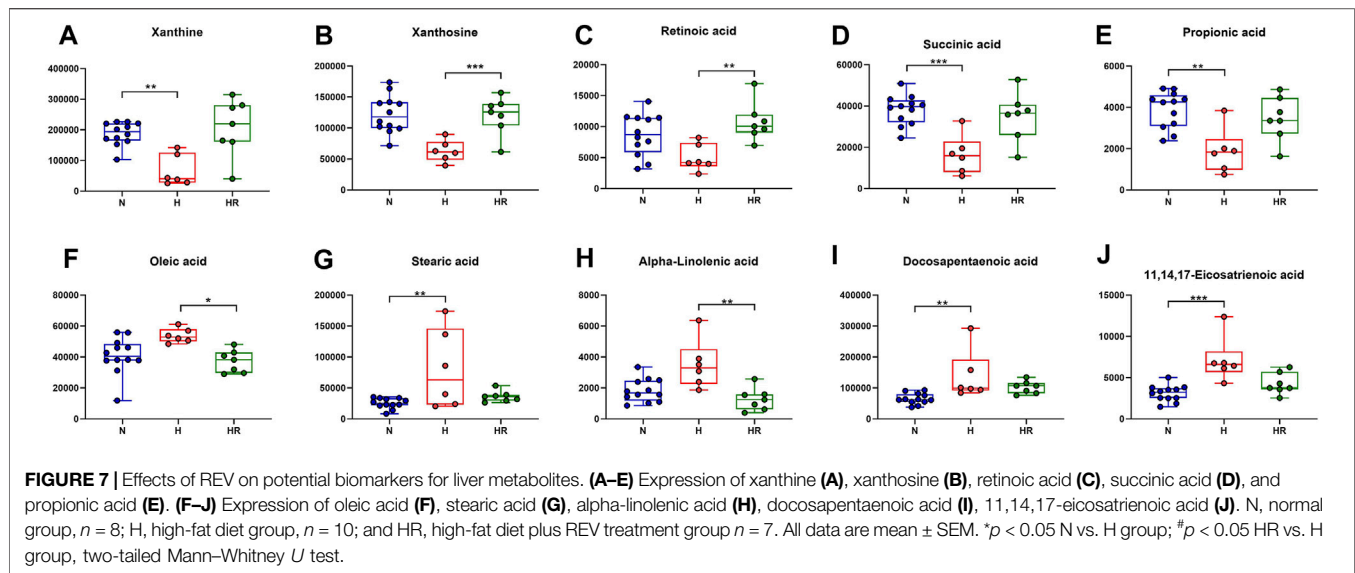 A Xanthine
B Xanthosine
C Retinoic acid
D Succinic acid
E Propionic acid
400000
300000
200000
100000
0
**
N H HR
200000
150000
100000
50000
0
***
N H HR
20000
15000
10000
5000
0
**
N H HR
60000
40000
20000
0
***
N H HR
6000
4000
2000
0
**
N H HR
F Oleic acid
G Stearic acid
H Alpha-Linolenic acid
I Docosapentaenoic acid
J 11,14,17-Eicosatrienoic acid
80000
60000
40000
20000
0
*
N H HR
200000
150000
100000
50000
0
**
N H HR
8000
6000
4000
2000
0
**
N H HR
400000
300000
200000
100000
0
**
N H HR
15000
10000
5000
0
***
N H HR
FIGURE 7 | Effects of REV on potential biomarkers for liver metabolites. (A–E) Expression of xanthine (A), xanthosine (B), retinoic acid (C), succinic acid (D), and
propionic acid (E). (F–J) Expression of oleic acid (F), stearic acid (G), alpha-linolenic acid (H), docosapentaenoic acid (I), 11,14,17-eicosatrienoic acid (J). N, normal
group, n = 8; H, high-fat diet group, n = 10; and HR, high-fat diet plus REV treatment group n = 7. All data are mean ± SEM. *p < 0.05 N vs. H group; #p < 0.05 HR vs. H
group, two-tailed Mann–Whitney U test.